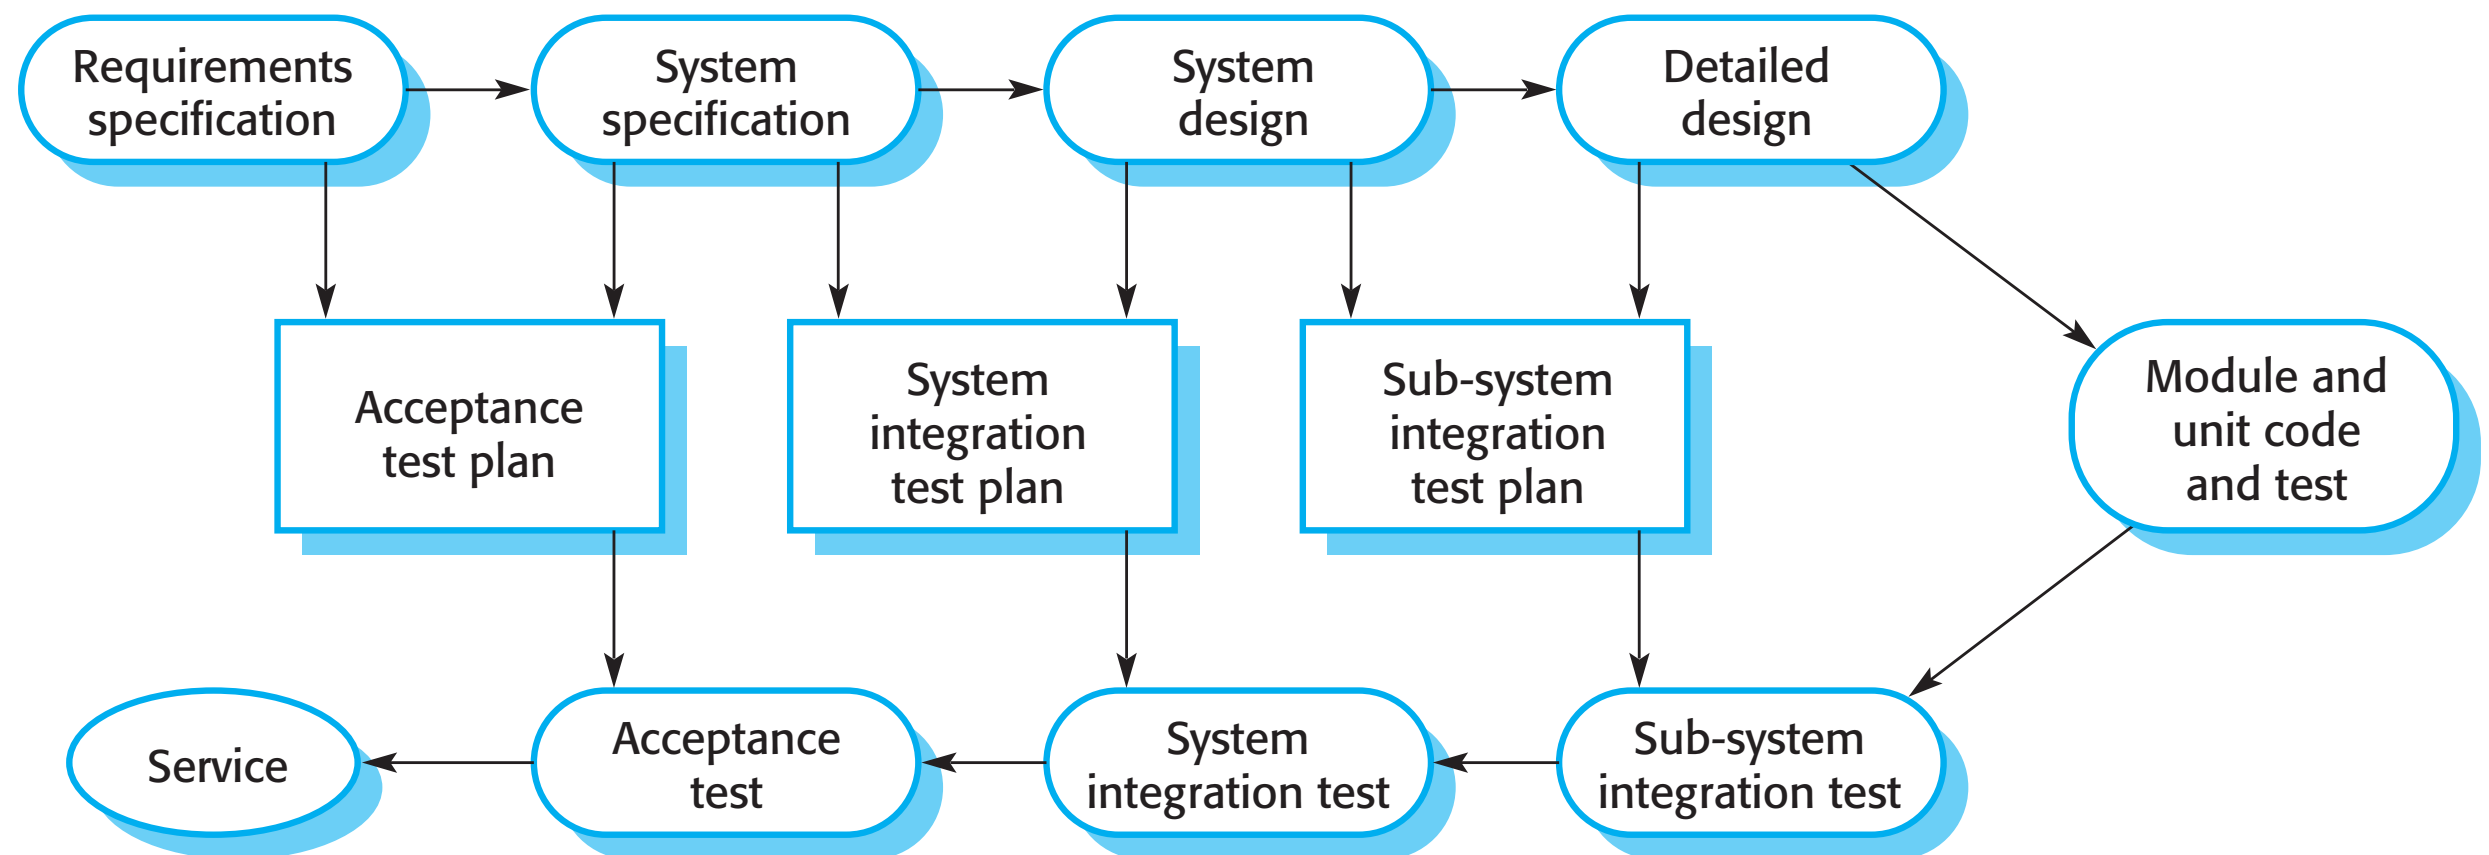 Requirements
specification
System
specification
System
design
Detailed
design
Acceptance
test plan
System
integration
test plan
Sub-system
integration
test plan
Module and
unit code
and test
Service
Acceptance
test
System
integration test
Sub-system
integration test